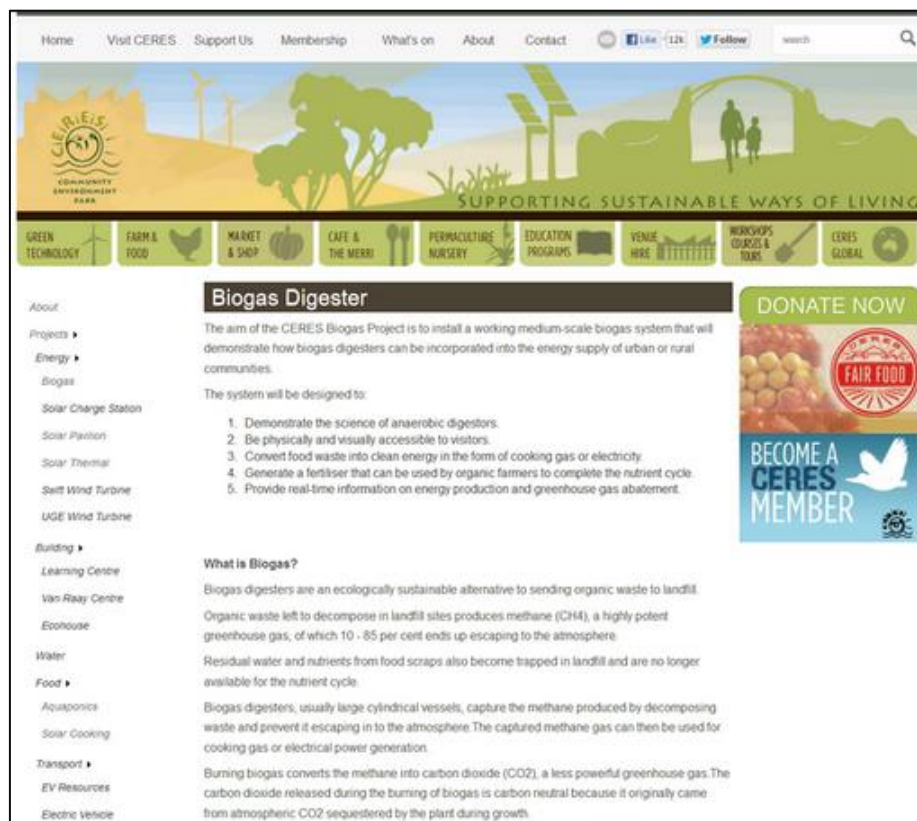 Home Visit CERES Support Us Membership What's on About Contact Like 12k Follow search
CERES
COMMUNITY
ENVIRONMENT
PARK
SUPPORTING SUSTAINABLE WAYS OF LIVING
GREEN
TECHNOLOGY
FARM &
FOOD
MARKET
& SHOP
CAFE &
THE MERRI
PERMACULTURE
NURSERY
EDUCATION
PROGRAMS
VENUE
HIRE
WORKSHOPS
COURSES &
TOURS
CERES
GLOBAL
About
Projects
Energy
Biogas
Solar Charge Station
Solar Pavilion
Solar Thermal
Swift Wind Turbine
UGE Wind Turbine
Building
Learning Centre
Van Raay Centre
Ecohouse
Water
Food
Aquaponics
Solar Cooking
Transport
EV Resources
Electric Vehicle
Biogas Digester
The aim of the CERES Biogas Project is to install a working medium-scale biogas system that will
demonstrate how biogas digesters can be incorporated into the energy supply of urban or rural
communities.
The system will be designed to:
1. Demonstrate the science of anaerobic digestors.
2. Be physically and visually accessible to visitors.
3. Convert food waste into clean energy in the form of cooking gas or electricity.
4. Generate a fertiliser that can be used by organic farmers to complete the nutrient cycle.
5. Provide real-time information on energy production and greenhouse gas abatement.
What is Biogas?
Biogas digesters are an ecologically sustainable alternative to sending organic waste to landfill.
Organic waste left to decompose in landfill sites produces methane (CH4), a highly potent
greenhouse gas, of which 10 - 85 per cent ends up escaping to the atmosphere.
Residual water and nutrients from food scraps also become trapped in landfill and are no longer
available for the nutrient cycle.
Biogas digesters, usually large cylindrical vessels, capture the methane produced by decomposing
waste and prevent it escaping in to the atmosphere.The captured methane gas can then be used for
cooking gas or electrical power generation.
Burning biogas converts the methane into carbon dioxide (CO2), a less powerful greenhouse gas.The
carbon dioxide released during the burning of biogas is carbon neutral because it originally came
from atmospheric CO2 sequestered by the plant during growth.
DONATE NOW
CERES
FAIR FOOD
BECOME A
CERES
MEMBER